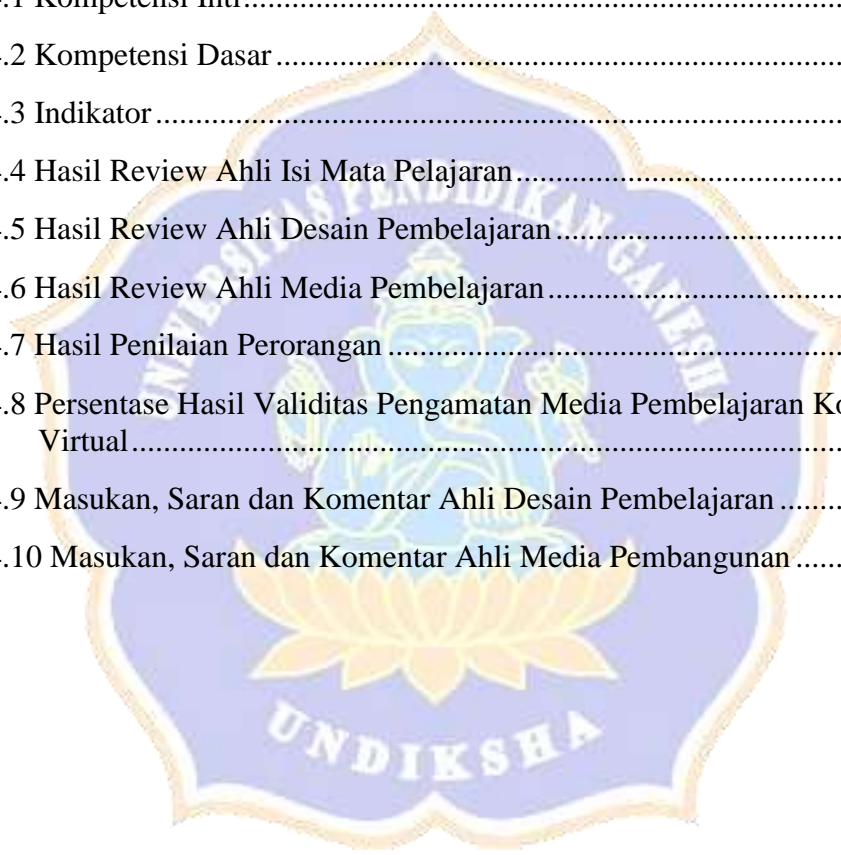 .1 Kompetensi Inti..........................................................................
.2 Kompetensi Dasar.......................................................................
.3 Indikator......................................................................................
.4 Hasil Review Ahli Isi Mata Pelajaran........................................
.5 Hasil Review Ahli Desain Pembelajaran...................................
.6 Hasil Review Ahli Media Pembelajaran....................................
.7 Hasil Penilaian Perorangan........................................................
.8 Persentase Hasil Validitas Pengamatan Media Pembelajaran Ko
Virtual.........................................................................................
.9 Masukan, Saran dan Komentar Ahli Desain Pembelajaran........
.10 Masukan, Saran dan Komentar Ahli Media Pembangunan......
UNIVERSITAS PENDIDIKAN GANESH
UNDIKSHA